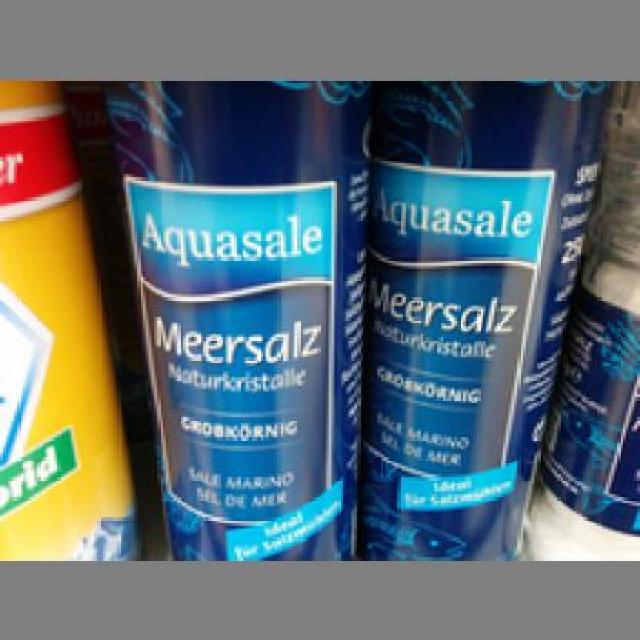 er
orid
Aquasale
Meersalz
Naturkristalle
GROBKÖRNIG
SALE MARINO
SEL DE MER
Ideal
für Salzmühlen
Aquasale
Meersalz
Naturkristalle
GROBKÖRNIG
SALE MARINO
SEL DE MER
Ideal
für Salzmühlen